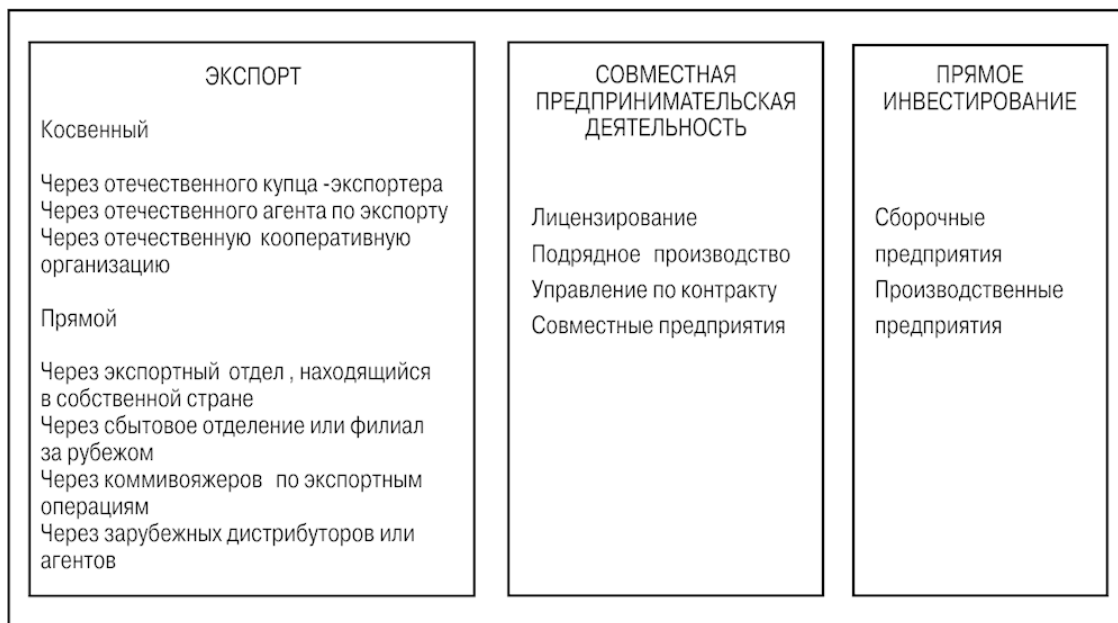 ЭКСПОРТ
Косвенный
Через отечественного купца -экспортера
Через отечественного агента по экспорту
Через отечественную кооперативную
организацию
Прямой
Через экспортный отдел , находящийся
в собственной стране
Через сбытовое отделение или филиал
за рубежом
Через коммивояжеров по экспортным
операциям
Через зарубежных дистрибуторов или
агентов
СОВМЕСТНАЯ
ПРЕДПРИНИМАТЕЛЬСКАЯ
ДЕЯТЕЛЬНОСТЬ
Лицензирование
Подрядное производство
Управление по контракту
Совместные предприятия
ПРЯМОЕ
ИНВЕСТИРОВАНИЕ
Сборочные
предприятия
Производственные
предприятия